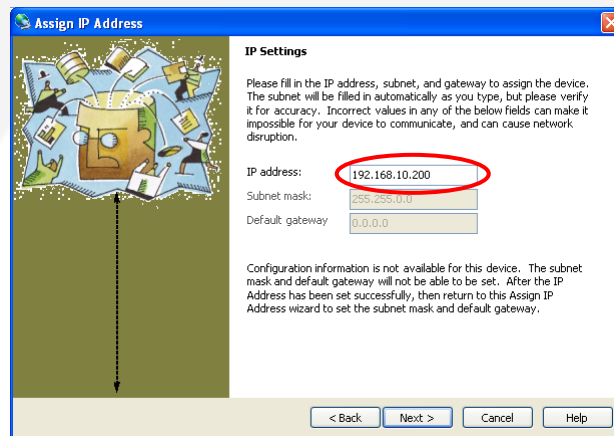 Assign IP Address
IP Settings
Please fill in the IP address, subnet, and gateway to assign the device.
The subnet will be filled in automatically as you type, but please verify
it for accuracy. Incorrect values in any of the below fields can make it
impossible for your device to communicate, and can cause network
disruption.
IP address: 192.168.10.200
Subnet mask: 255.255.0.0
Default gateway 0.0.0.0
Configuration information is not available for this device. The subnet
mask and default gateway will not be able to be set. After the IP
Address has been set successfully, then return to this Assign IP
Address wizard to set the subnet mask and default gateway.
< Back Next > Cancel Help